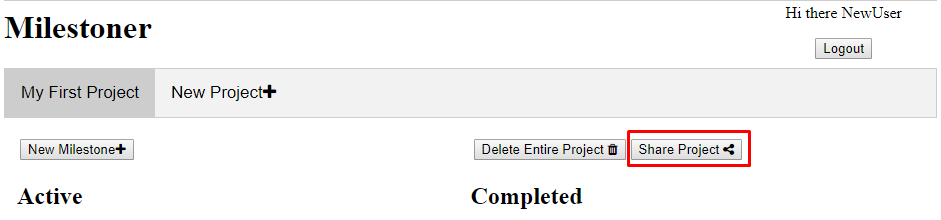 Hi there NewUser
Milestoner
Logout
My First Project New Project
New Milestone Delete Entire Project Share Project
Active Completed